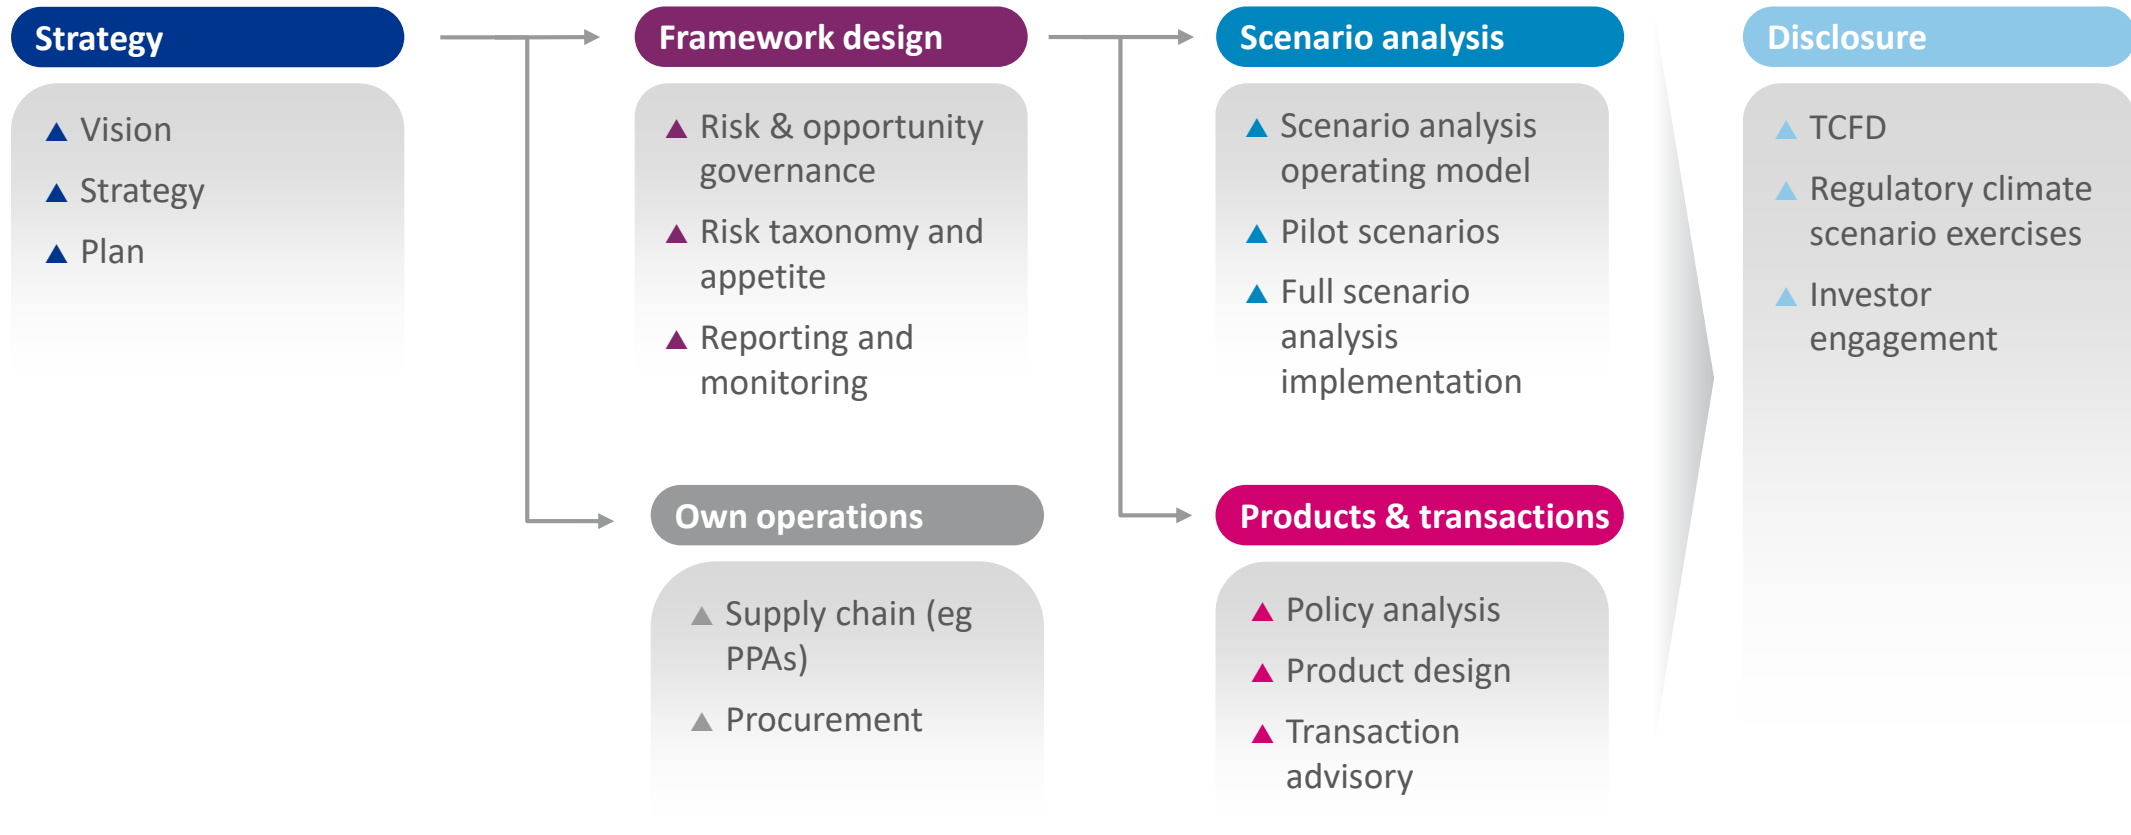 Strategy
Vision
Strategy
Plan
Framework design
Risk & opportunity
governance
Risk taxonomy and
appetite
Reporting and
monitoring
Own operations
Supply chain (eg
PPAs)
Procurement
Scenario analysis
Scenario analysis
operating model
Pilot scenarios
Full scenario
analysis
implementation
Products & transactions
Policy analysis
Product design
Transaction
advisory
Disclosure
TCFD
Regulatory climate
scenario exercises
Investor
engagement